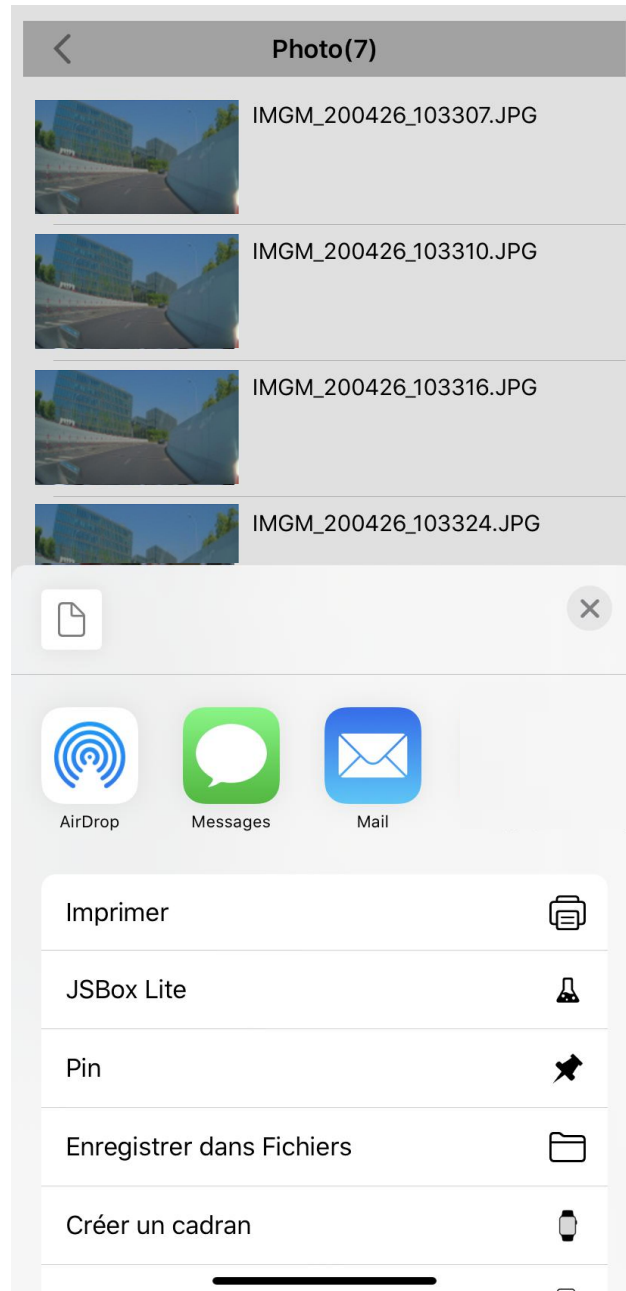 Photo(7)
IMGM_200426_103307.JPG
IMGM_200426_103310.JPG
IMGM_200426_103316.JPG
IMGM_200426_103324.JPG
AirDrop
Messages
Mail
Imprimer
JSBox Lite
Pin
Enregistrer dans Fichiers
Créer un cadran